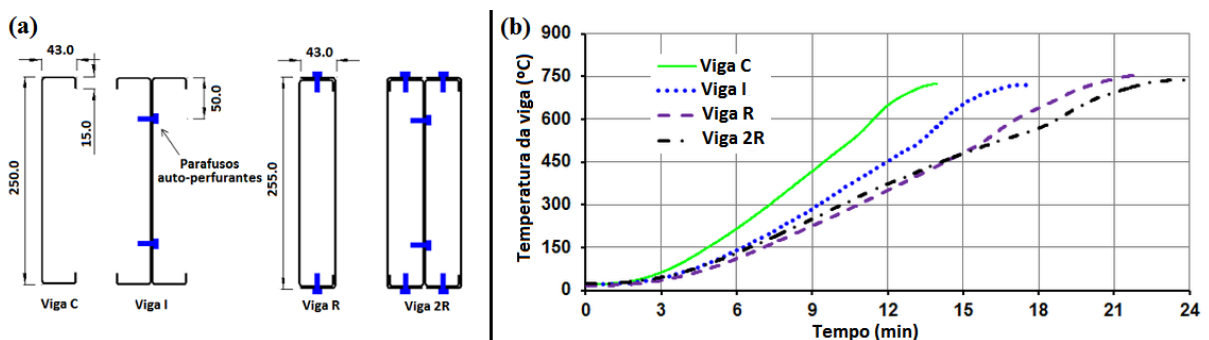 (a)
43.0
15.0
250.0
50.0
Parafusos
auto-perfurantes
Viga C
Viga I
43.0
255.0
Viga R
Viga 2R
(b)
Temperatura da viga (ºC)
900
750
600
450
300
150
0
Viga C
Viga I
Viga R
Viga 2R
0 3 6 9 12 15 18 21 24
Tempo (min)